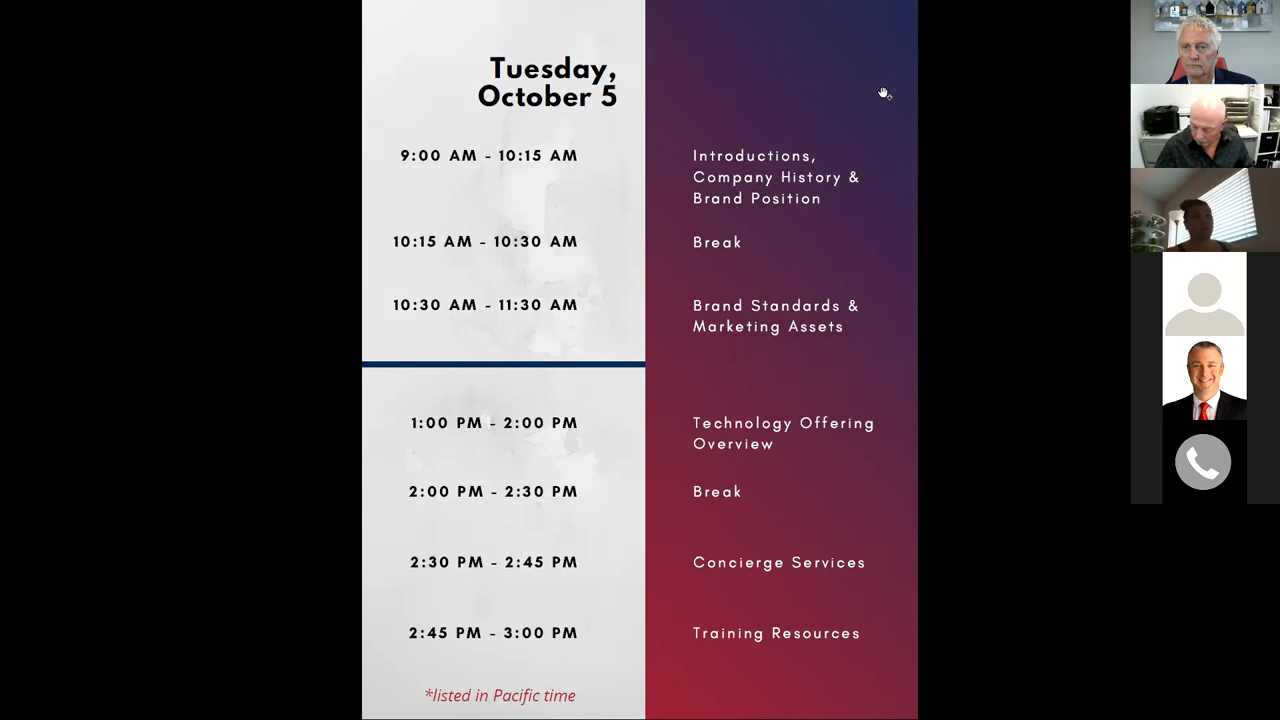 Tuesday,
October 5
9:00 AM - 10:15 AM
Introductions,
Company History &
Brand Position
10:15 AM - 10:30 AM
Break
10:30 AM - 11:30 AM
Brand Standards &
Marketing Assets
1:00 PM - 2:00 PM
Technology Offering
Overview
2:00 PM - 2:30 PM
Break
2:30 PM - 2:45 PM
Concierge Services
2:45 PM - 3:00 PM
Training Resources
*listed in Pacific time